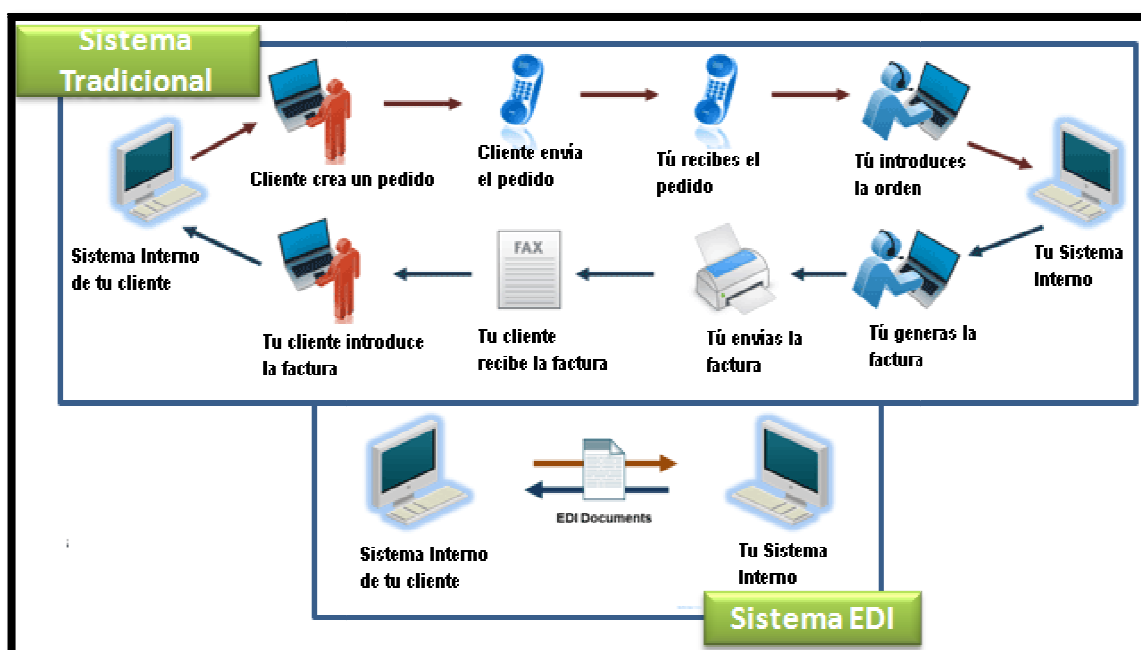 Sistema
Tradicional
Cliente crea un pedido
Cliente envía
el pedido
Tú recibes el
pedido
Tú introduces
la orden
Sistema Interno
de tu cliente
Tu Sistema
Interno
FAX
Tu cliente introduce
la factura
Tu cliente
recibe la factura
Tú envías la
factura
Tú generas la
factura
EDI Documents
Sistema Interno
de tu cliente
Tu Sistema
Interno
Sistema EDI